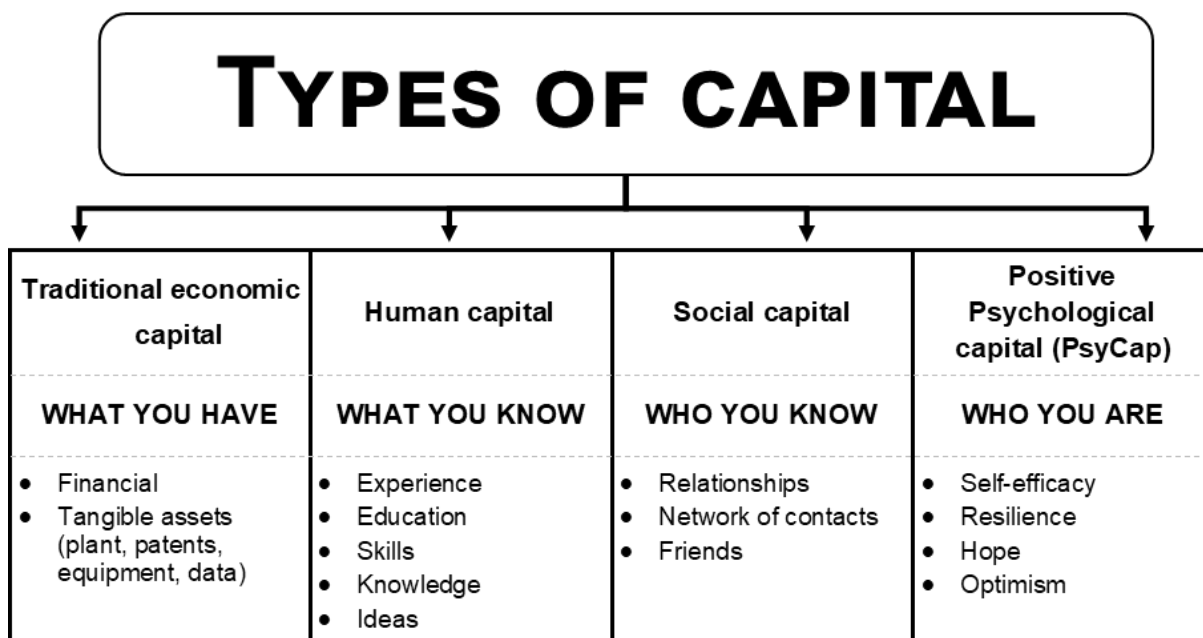 TYPES OF CAPITAL
Traditional economic
capital
Human capital
Social capital
Positive
Psychological
capital (PsyCap)
WHAT YOU HAVE
WHAT YOU KNOW
WHO YOU KNOW
WHO YOU ARE
• Financial
• Tangible assets
(plant, patents,
equipment, data)
• Experience
• Education
• Skills
• Knowledge
• Ideas
• Relationships
• Network of contacts
• Friends
• Self-efficacy
• Resilience
• Hope
• Optimism